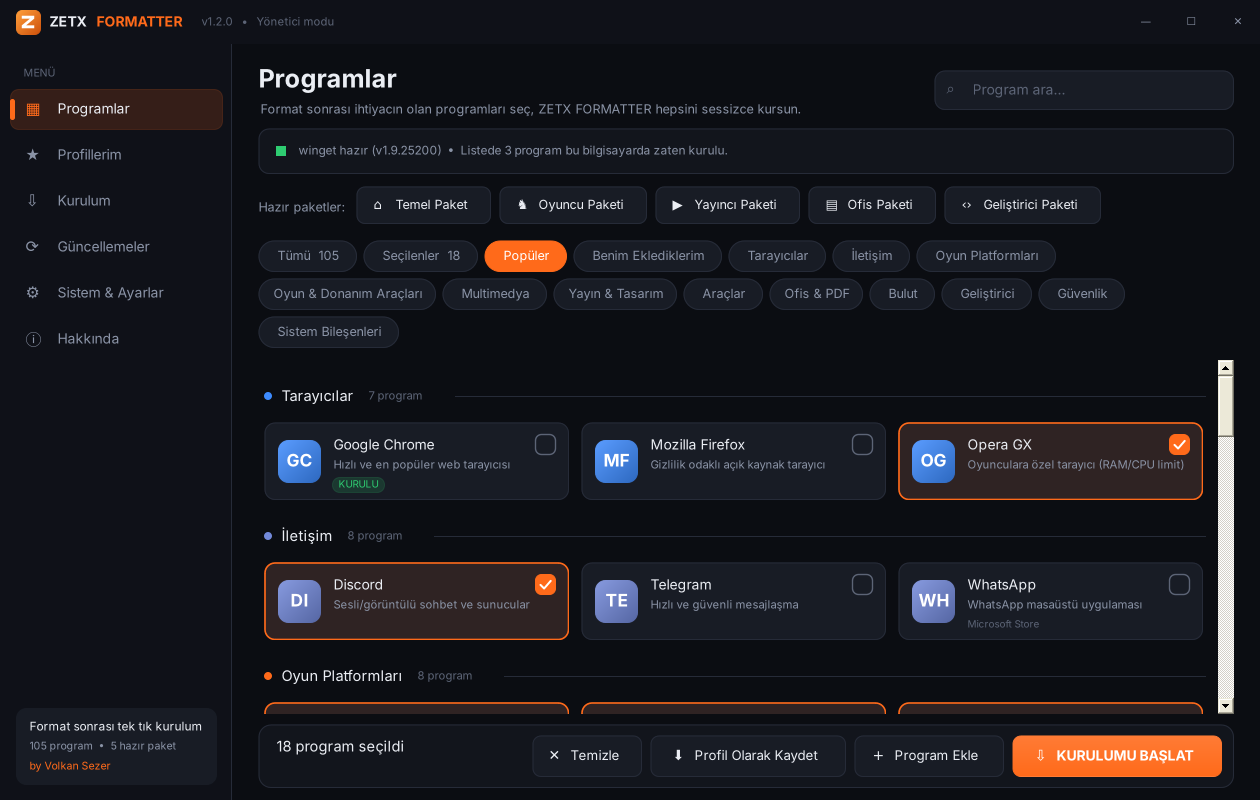 Z ZETX FORMATTER v1.2.0 • Yönetici modu
MENÜ
Programlar
Profillerim
Kurulum
Güncellemeler
Sistem & Ayarlar
Hakkında
Format sonrası tek tık kurulum
105 program • 5 hazır paket
by Volkan Sezer
Programlar
Format sonrası ihtiyacın olan programları seç, ZETX FORMATTER hepsini sessizce kursun.
Program ara...
winget hazır (v1.9.25200) • Listede 3 program bu bilgisayarda zaten kurulu.
Hazır paketler: Temel Paket Oyuncu Paketi Yayıncı Paketi Ofis Paketi Geliştirici Paketi
Tümü 105 Seçilenler 18 Popüler Benim Eklediklerim Tarayıcılar İletişim Oyun Platformları
Oyun & Donanım Araçları Multimedya Yayın & Tasarım Araçlar Ofis & PDF Bulut Geliştirici Güvenlik
Sistem Bileşenleri
Tarayıcılar 7 program
GC
Google Chrome
Hızlı ve en popüler web tarayıcısı
KURULU
MF
Mozilla Firefox
Gizlilik odaklı açık kaynak tarayıcı
OG
Opera GX
Oyunculara özel tarayıcı (RAM/CPU limit)
İletişim 8 program
DI
Discord
Sesli/görüntülü sohbet ve sunucular
TE
Telegram
Hızlı ve güvenli mesajlaşma
WH
WhatsApp
WhatsApp masaüstü uygulaması
Microsoft Store
Oyun Platformları 8 program
18 program seçildi
Temizle
Profil Olarak Kaydet
Program Ekle
KURULUMU BAŞLAT